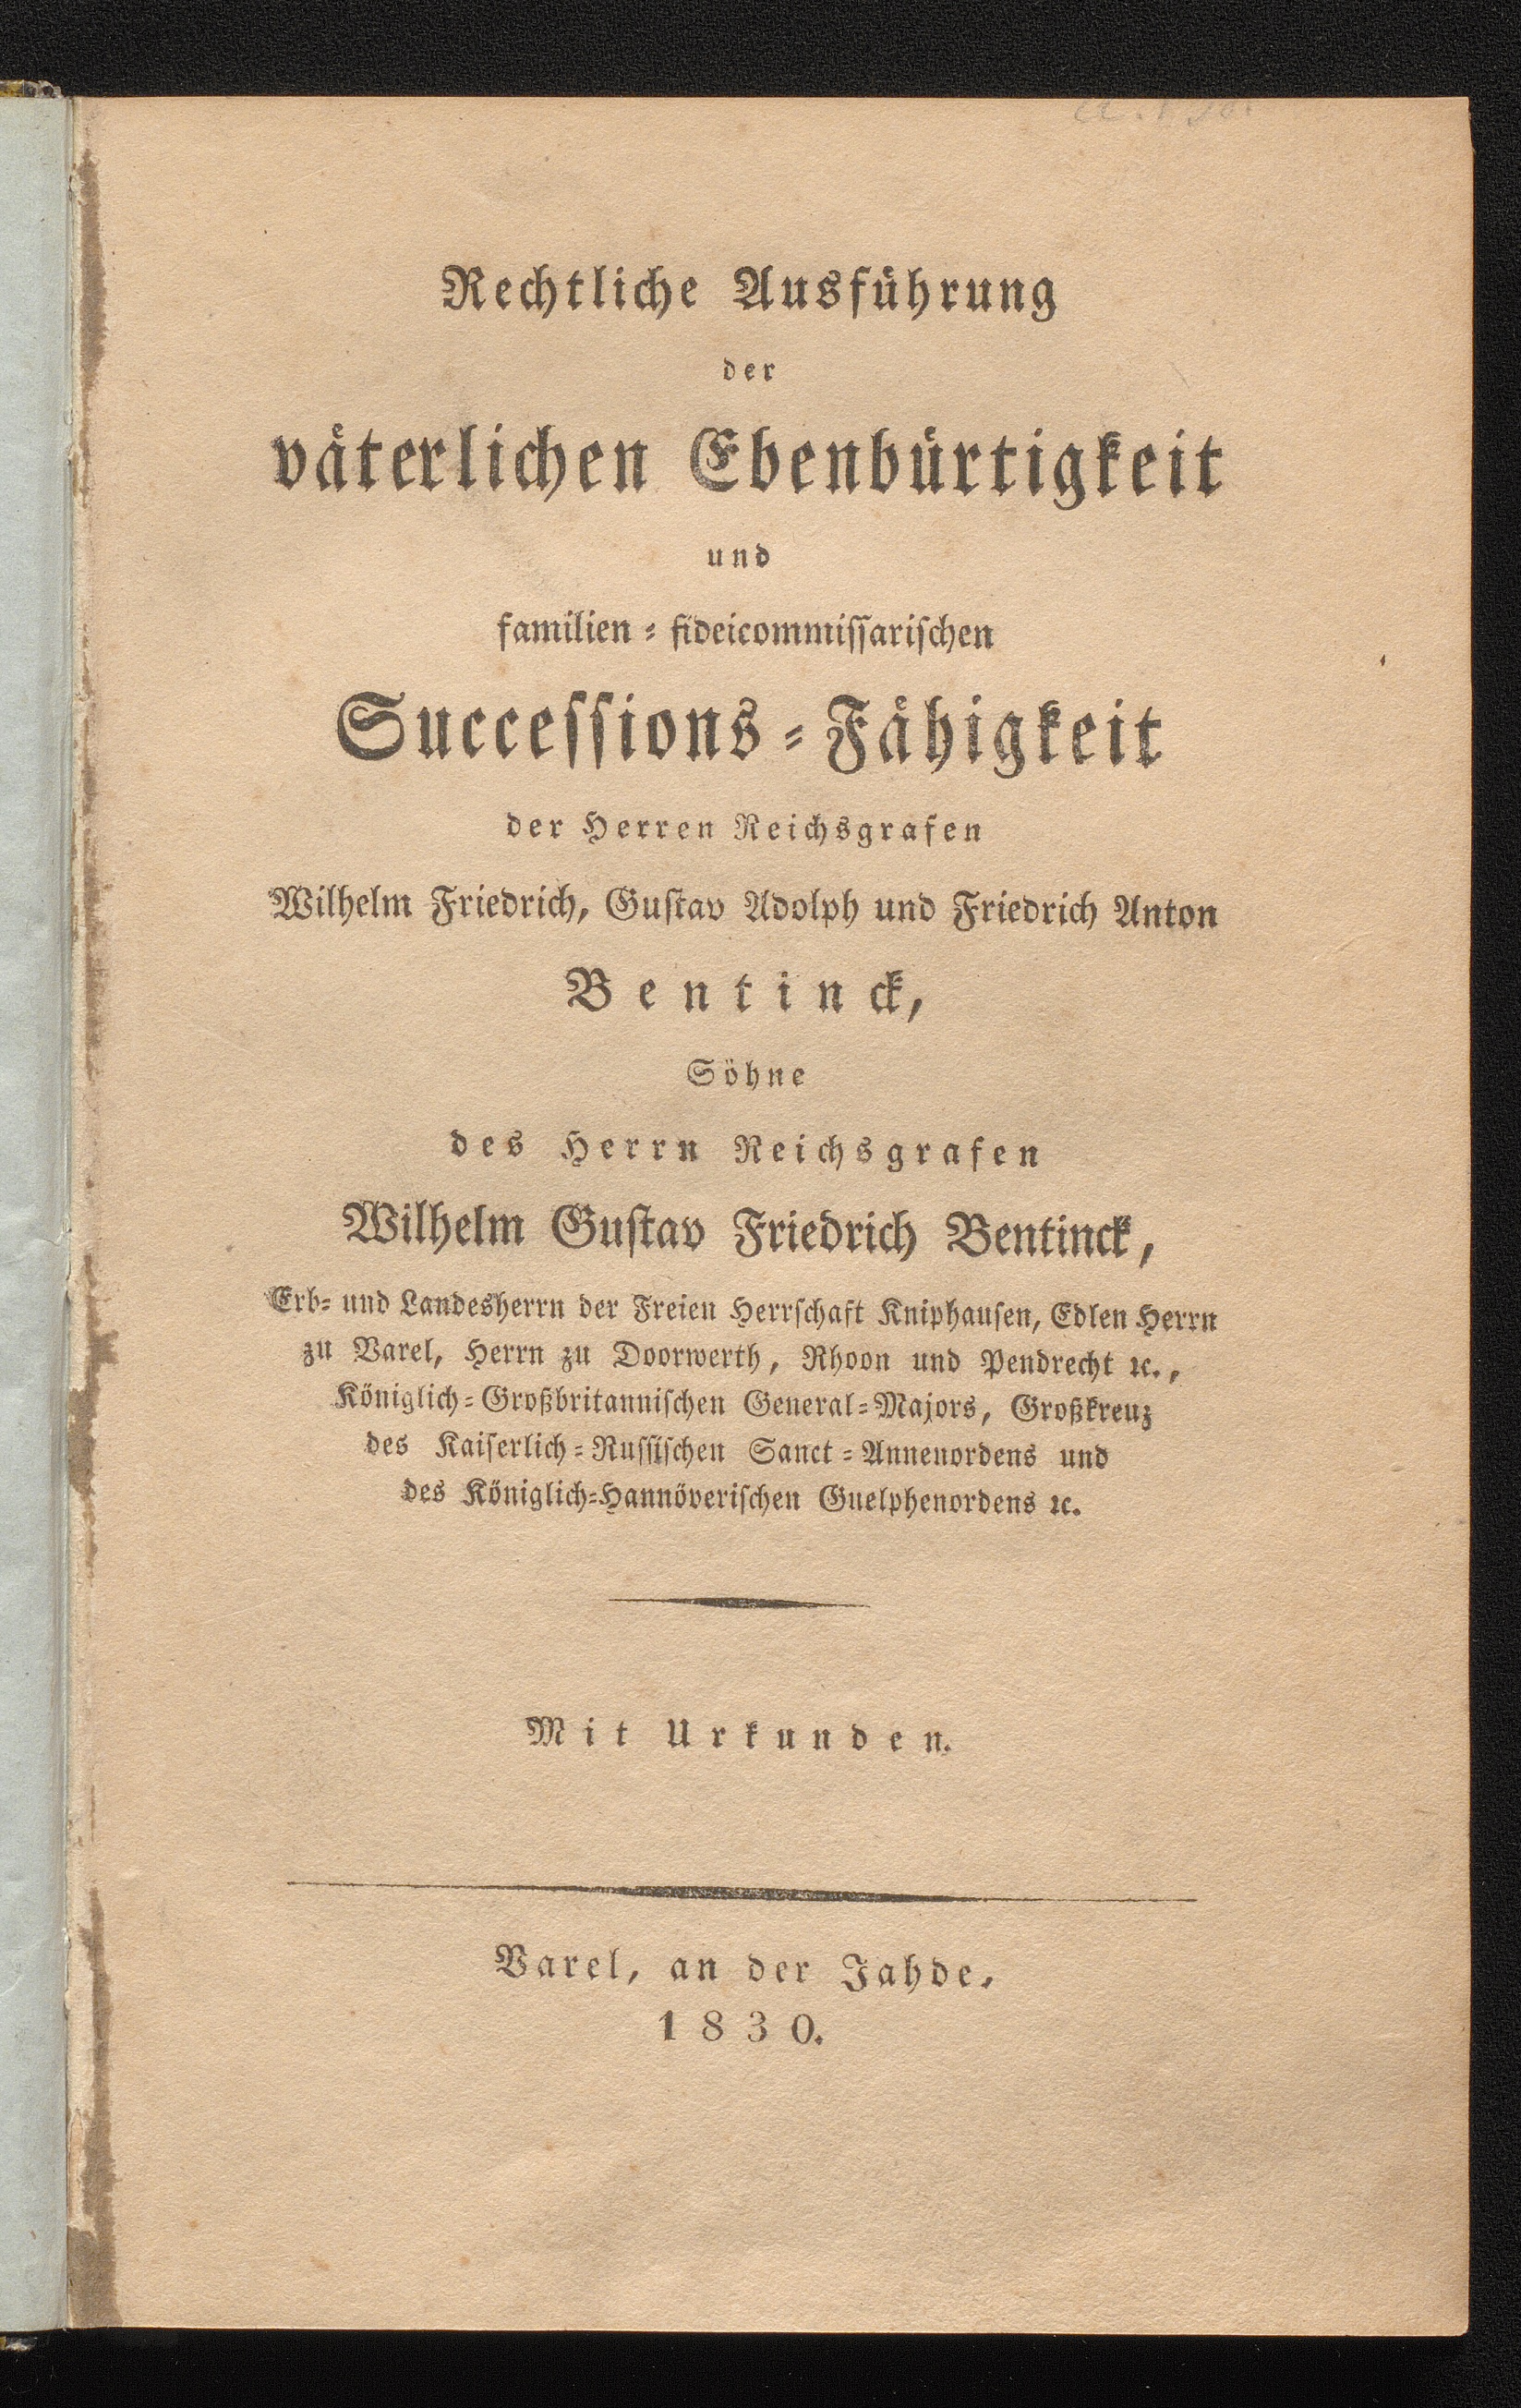 Rechtliche Ausführung
der
väterlichen Ebenbürtigkeit
und
familien-fideicommissarischen
Successions-Fähigkeit
der Herren Reichsgrafen
Wilhelm Friedrich, Gustav Adolph und Friedrich Anton
Bentinck,
Söhne
des Herrn Reichsgrafen
Wilhelm Gustav Friedrich Bentinck,
Erb- und Landesherrn der Freien Herrschaft Kniphausen, Edlen Herrn
zu Varel, Herrn zu Doorwerth, Rhoon und Pendrecht ꝛc.,
Königlich-Großbritannischen General-Majors, Großkreuz
des Kaiserlich-Russischen Sanct-Annenordens und
des Königlich-Hannöverischen Guelphenordens ꝛc.
Mit Urkunden.
Varel, an der Jahde,
1830.